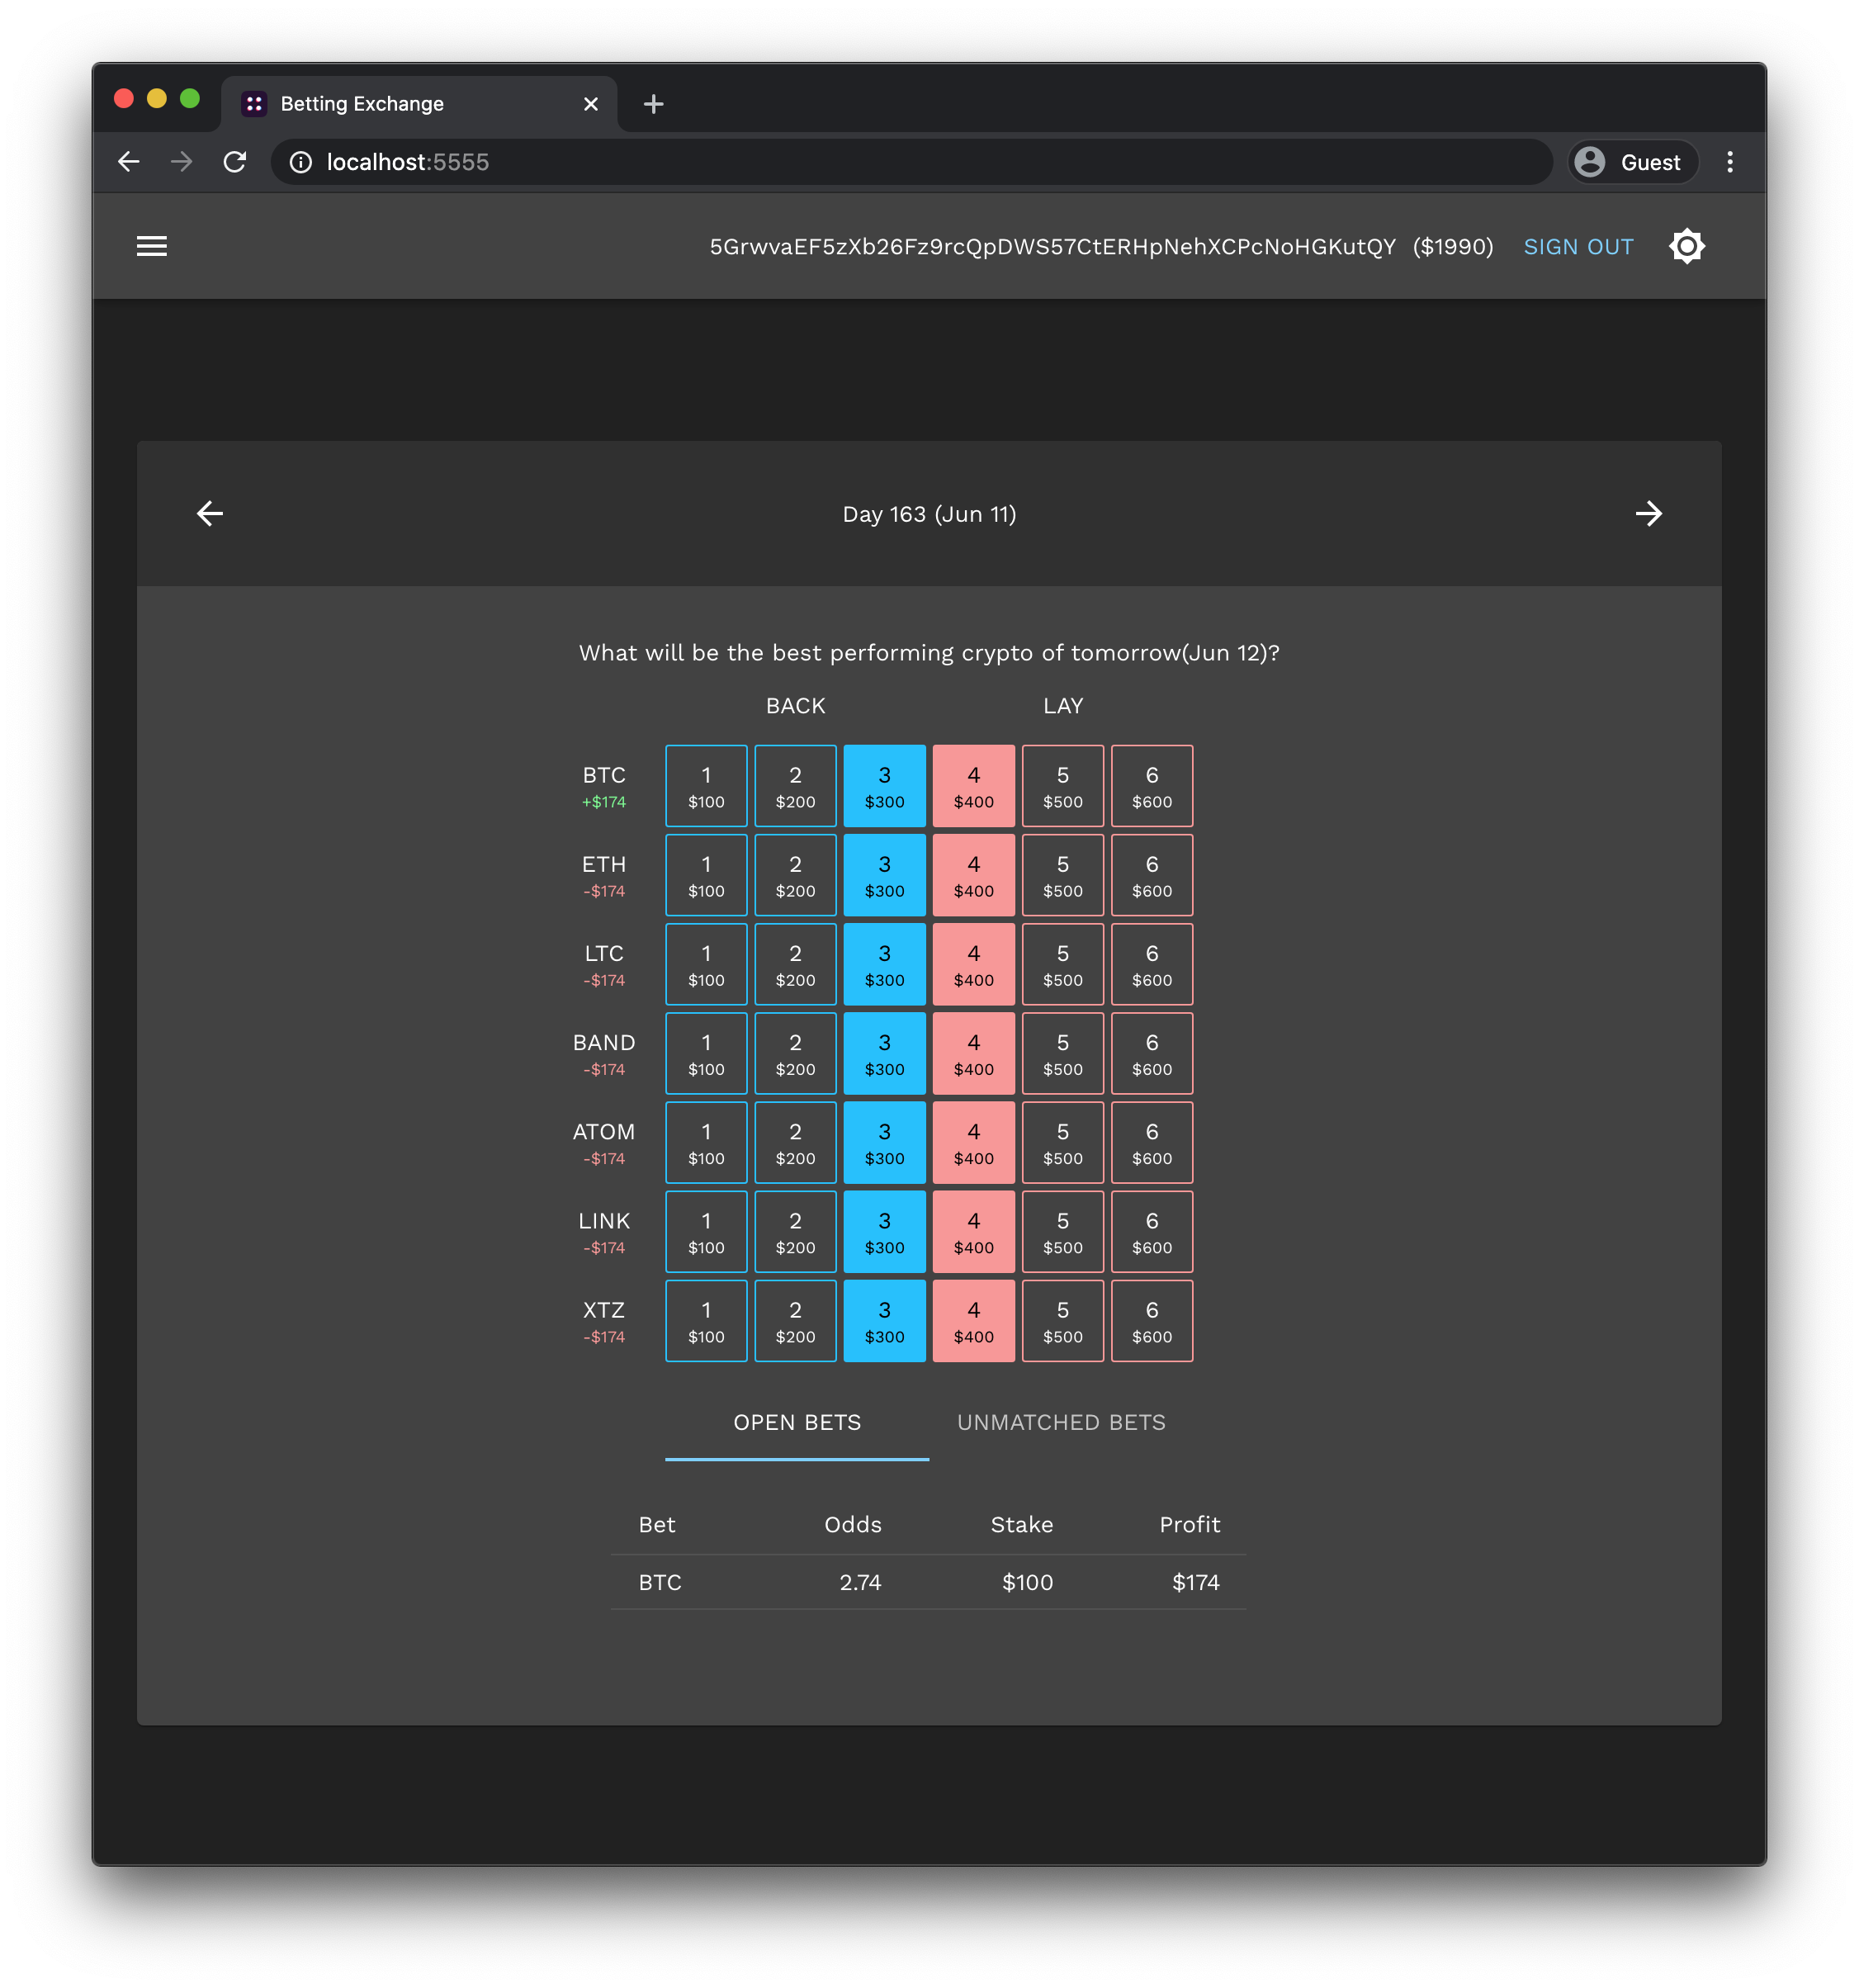 Betting Exchange
localhost:5555
Guest
5GrwvaEF5zXb26Fz9rcQpDWS57CtERHpNehXCPcNoHGKutQY ($1990) SIGN OUT
Day 163 (Jun 11)
What will be the best performing crypto of tomorrow(Jun 12)?
BACK LAY
BTC 1 2 3 4 5 6
+$174 $100 $200 $300 $400 $500 $600
ETH 1 2 3 4 5 6
-$174 $100 $200 $300 $400 $500 $600
LTC 1 2 3 4 5 6
-$174 $100 $200 $300 $400 $500 $600
BAND 1 2 3 4 5 6
-$174 $100 $200 $300 $400 $500 $600
ATOM 1 2 3 4 5 6
-$174 $100 $200 $300 $400 $500 $600
LINK 1 2 3 4 5 6
-$174 $100 $200 $300 $400 $500 $600
XTZ 1 2 3 4 5 6
-$174 $100 $200 $300 $400 $500 $600
OPEN BETS UNMATCHED BETS
Bet Odds Stake Profit
BTC 2.74 $100 $174